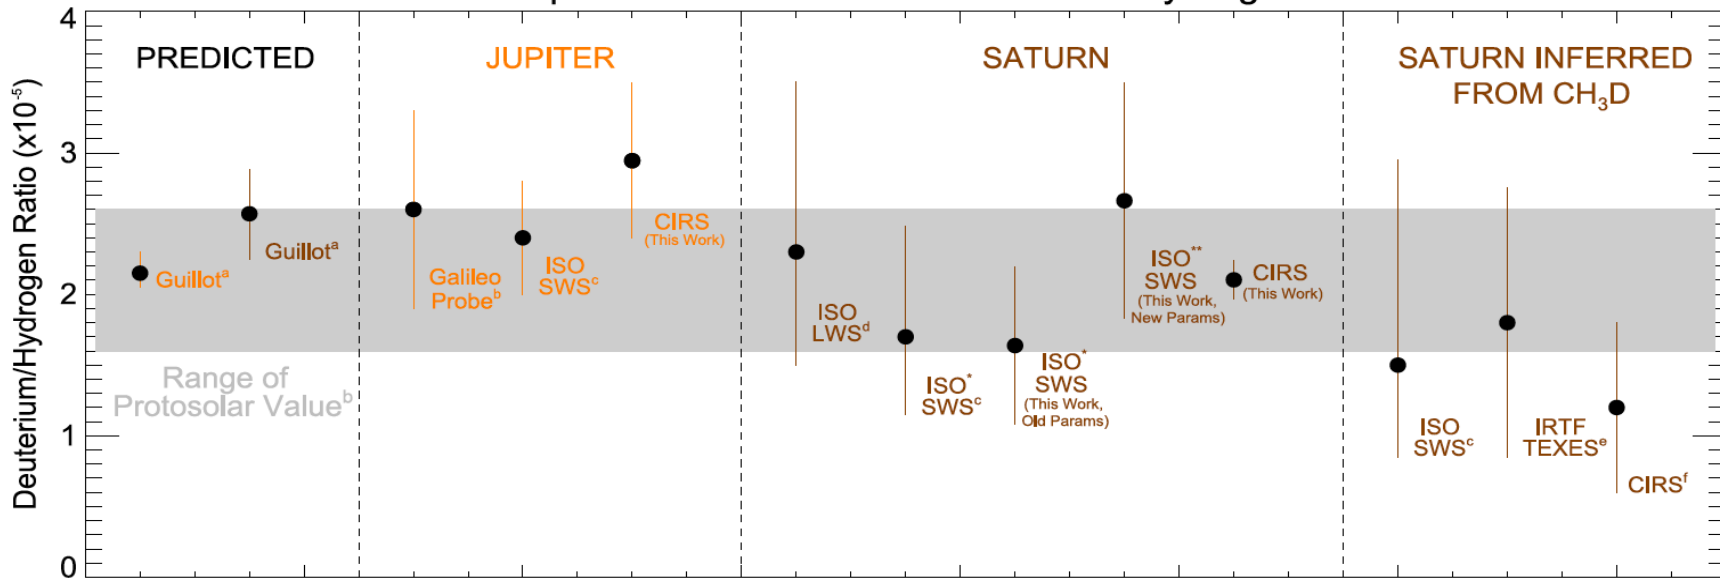 4
3
2
1
0
Deuterium/Hydrogen Ratio (x10⁻⁵)
PREDICTED
Guillotᵃ
Guillotᵃ
Range of
Protosolar Valueᵇ
JUPITER
Galileo
Probeᵇ
ISO
SWSᶜ
CIRS
(This Work)
SATURN
ISO
LWSᵈ
ISO*
SWSᶜ
ISO*
SWS
(This Work,
Old Params)
ISO**
SWS
(This Work,
New Params)
CIRS
(This Work)
SATURN INFERRED
FROM CH₃D
ISO
SWSᶜ
IRTF
TEXESᵉ
CIRSᶠ